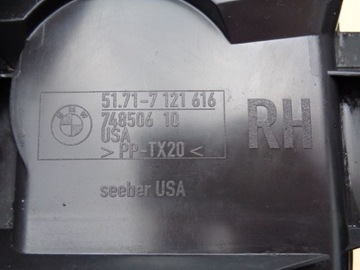 51.71-7 121 616
748506 10
USA
>PP-TX20<
RH
seeber USA